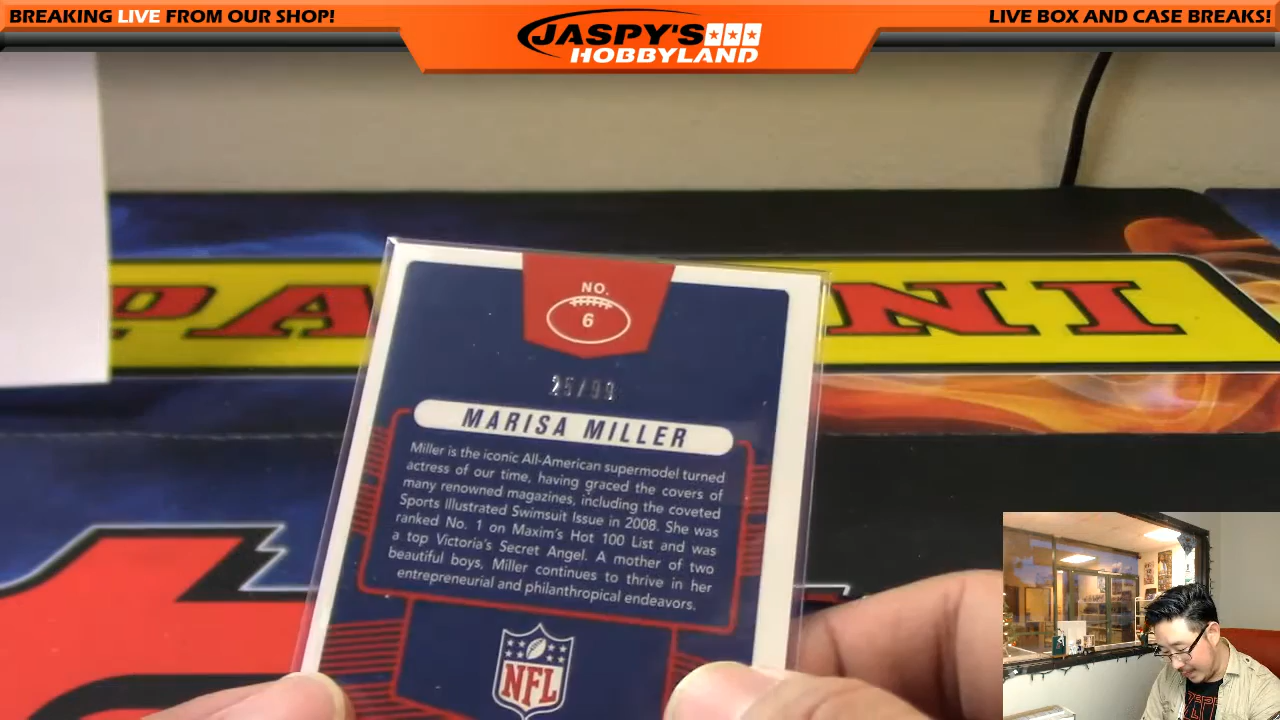 BREAKING LIVE FROM OUR SHOP!
JASPY'S
HOBBYLAND
LIVE BOX AND CASE BREAKS!
PANINI
NO.
6
25/99
MARISA MILLER
Miller is the iconic All-American supermodel turned
actress of our time, having graced the covers of
many renowned magazines, including the coveted
Sports Illustrated Swimsuit Issue in 2008. She was
ranked No. 1 on Maxim's Hot 100 List and was
a top Victoria's Secret Angel. A mother of two
beautiful boys, Miller continues to thrive in her
entrepreneurial and philanthropical endeavors.
NFL